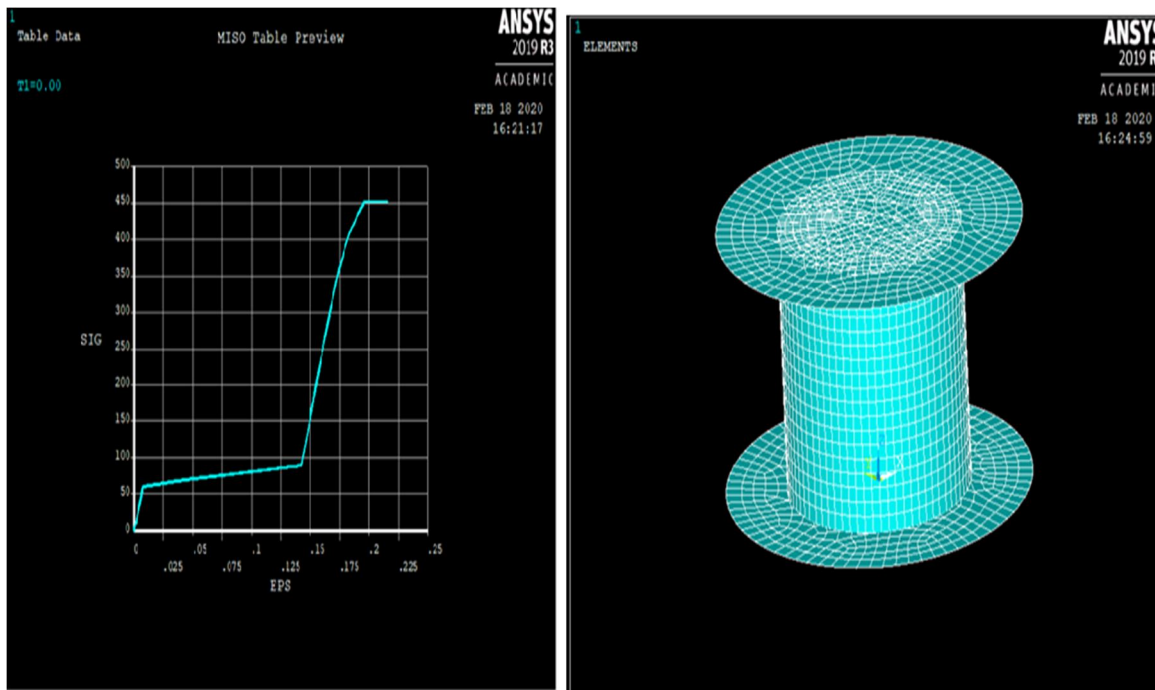 1
Table Data
MISO Table Preview
ANSYS
2019 R3
ACADEMIC
T1=0.00
FEB 18 2020
16:21:17
500
450
400
350
300
250
200
150
100
50
0
SIG
0 .05 .1 .15 .2 .25
.025 .075 .125 .175 .225
EPS
1
ELEMENTS
ANSYS
2019 R
ACADEMI
FEB 18 2020
16:24:59